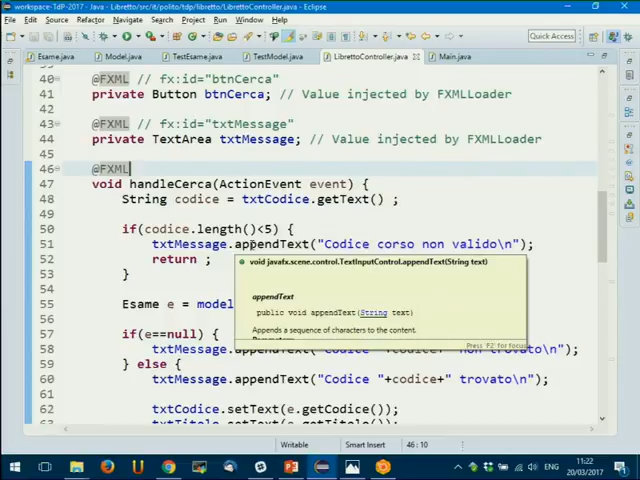 workspace-TdP-2017 - Java - Libretto/src/it/polito/tdp/libretto/LibrettoController.java - Eclipse
File Edit Source Refactor Navigate Search Project Run Window Help
Quick Access
Esame.java Model.java TestEsame.java TestModel.java LibrettoController.java Main.java
40 @FXML // fx:id="btnCerca"
41 private Button btnCerca; // Value injected by FXMLLoader
42
43 @FXML // fx:id="txtMessage"
44 private TextArea txtMessage; // Value injected by FXMLLoader
45
46 @FXML
47 void handleCerca(ActionEvent event) {
48 String codice = txtCodice.getText() ;
49
50 if(codice.length()<5) {
51 txtMessage.appendText("Codice corso non valido\n");
52 return ;
53 }
54
55 Esame e = model
56
57 if(e==null) {
58 txtMessage.appendText("Codice "+codice+" non trovato\n");
59 } else {
60 txtMessage.appendText("Codice "+codice+" trovato\n");
61
62 txtCodice.setText(e.getCodice());
63 txtTitolo.setText(e.getTitolo());
void javafx.scene.control.TextInputControl.appendText(String text)
appendText
public void appendText(String text)
Appends a sequence of characters to the content.
Press 'F2' for focus
Writable Smart Insert 46 : 10
ENG 11:22
20/03/2017